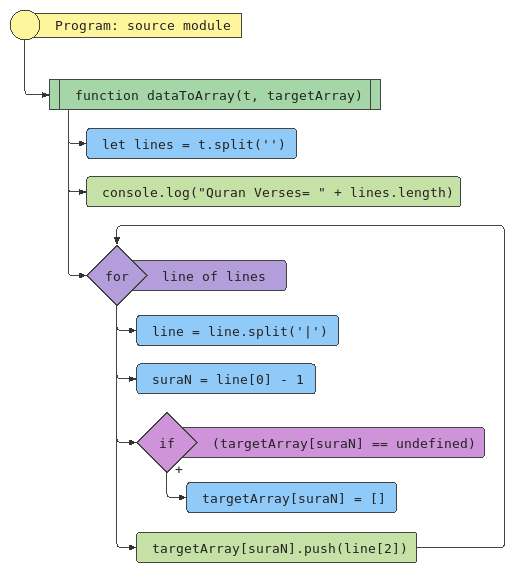 Program: source module
function dataToArray(t, targetArray)
let lines = t.split('')
console.log("Quran Verses= " + lines.length)
for line of lines
line = line.split('|')
suraN = line[0] - 1
if (targetArray[suraN] == undefined)
+
targetArray[suraN] = []
targetArray[suraN].push(line[2])